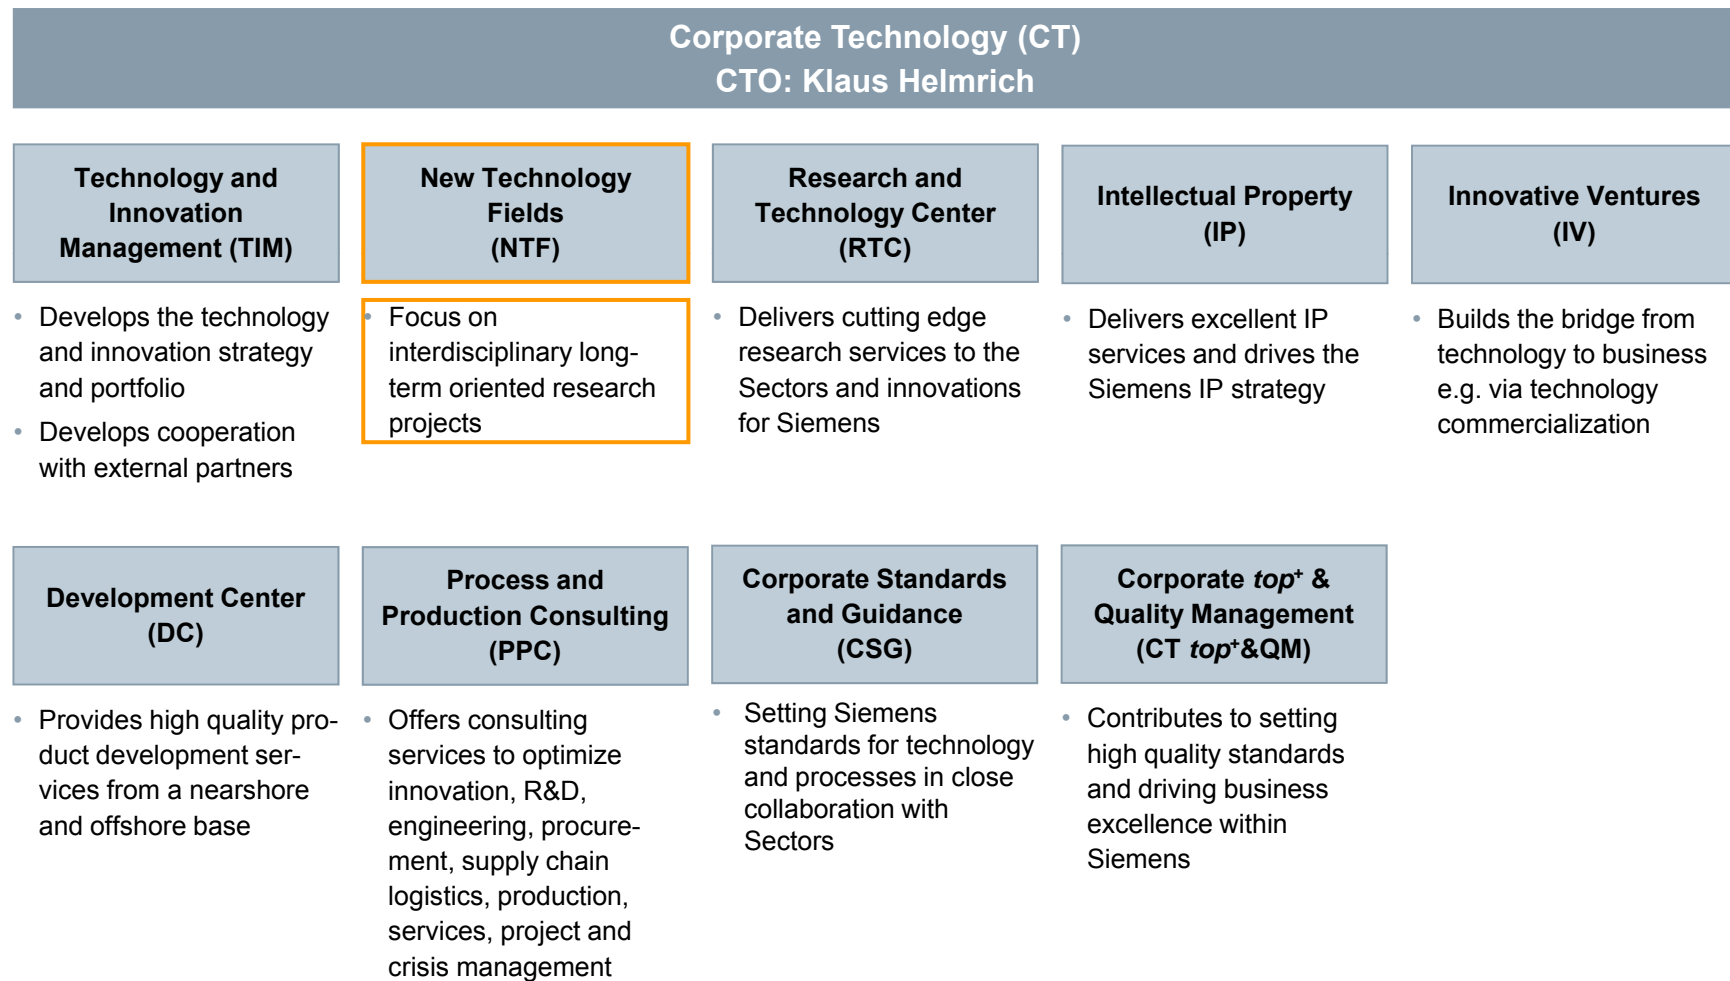 Corporate Technology (CT)
CTO: Klaus Helmrich
Technology and
Innovation
Management (TIM)
• Develops the technology
and innovation strategy
and portfolio
• Develops cooperation
with external partners
New Technology
Fields
(NTF)
• Focus on
interdisciplinary long-
term oriented research
projects
Research and
Technology Center
(RTC)
• Delivers cutting edge
research services to the
Sectors and innovations
for Siemens
Intellectual Property
(IP)
• Delivers excellent IP
services and drives the
Siemens IP strategy
Innovative Ventures
(IV)
• Builds the bridge from
technology to business
e.g. via technology
commercialization
Development Center
(DC)
• Provides high quality pro-
duct development ser-
vices from a nearshore
and offshore base
Process and
Production Consulting
(PPC)
• Offers consulting
services to optimize
innovation, R&D,
engineering, procure-
ment, supply chain
logistics, production,
services, project and
crisis management
Corporate Standards
and Guidance
(CSG)
• Setting Siemens
standards for technology
and processes in close
collaboration with
Sectors
Corporate top⁺ &
Quality Management
(CT top⁺&QM)
• Contributes to setting
high quality standards
and driving business
excellence within
Siemens